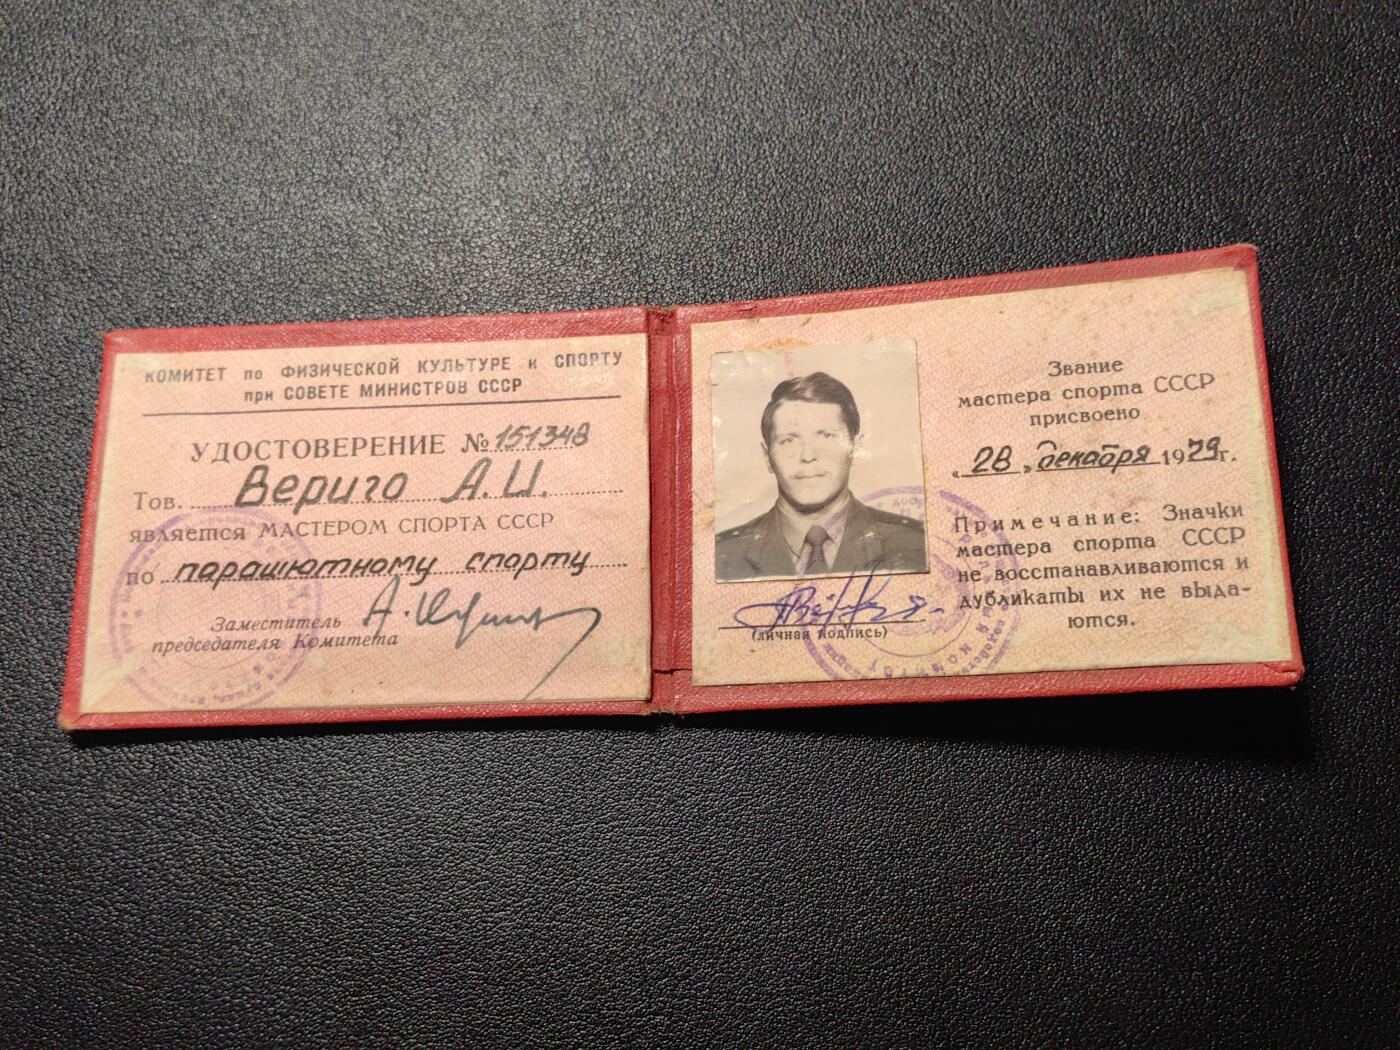 КОМИТЕТ по ФИЗИЧЕСКОЙ КУЛЬТУРЕ и СПОРТУ
при СОВЕТЕ МИНИСТРОВ СССР
УДОСТОВЕРЕНИЕ № 151348
Тов. Вериго А.И.
является МАСТЕРОМ СПОРТА СССР
по парашютному спорту
Заместитель
председателя Комитета
(личная подпись)
Звание
мастера спорта СССР
присвоено
„28„ декабря 1979г.
Примечание: Значки
мастера спорта СССР
не восстанавливаются и
дубликаты их не выда-
ются.